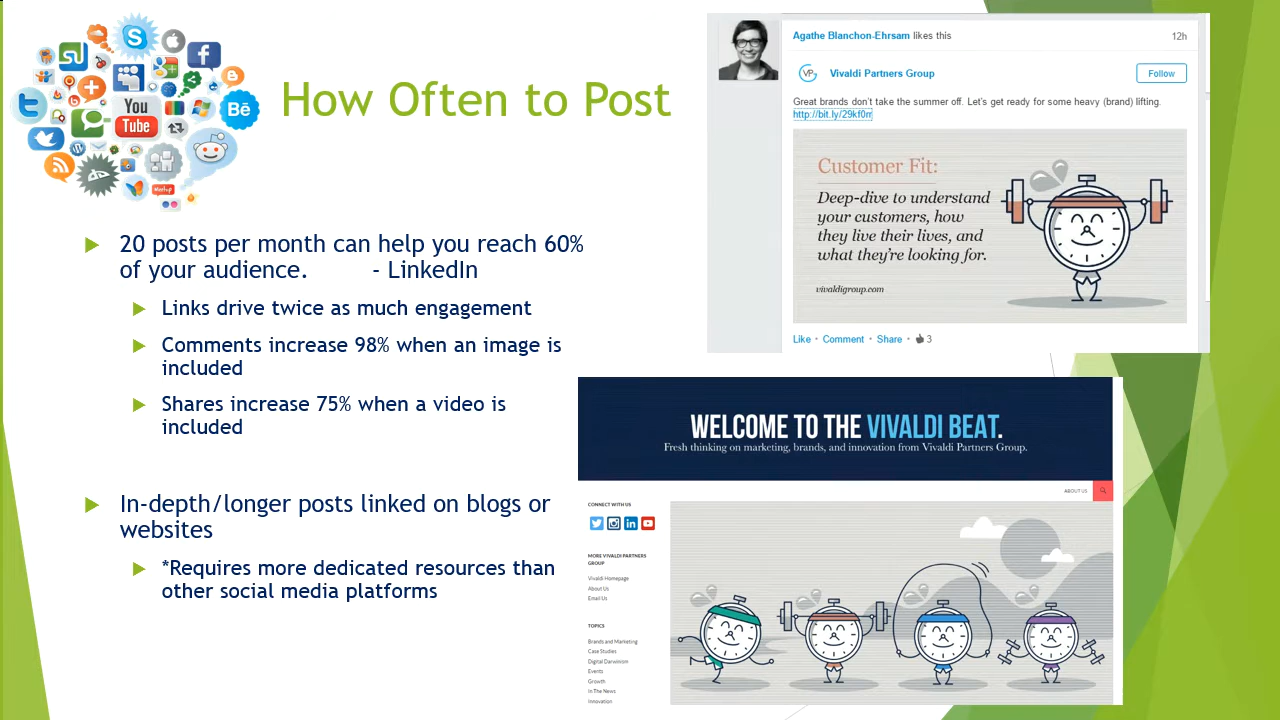 You
Tube
Bē
Meetup
How Often to Post
20 posts per month can help you reach 60%
of your audience. - LinkedIn
Links drive twice as much engagement
Comments increase 98% when an image is
included
Shares increase 75% when a video is
included
In-depth/longer posts linked on blogs or
websites
*Requires more dedicated resources than
other social media platforms
Agathe Blanchon-Ehrsam likes this 12h
VP Vivaldi Partners Group Follow
Great brands don't take the summer off. Let's get ready for some heavy (brand) lifting.
Customer Fit:
Deep-dive to understand
your customers, how
they live their lives, and
what they're looking for.
vivaldigroup.com
Like • Comment • Share • 3
WELCOME TO THE VIVALDI BEAT.
Fresh thinking on marketing, brands, and innovation from Vivaldi Partners Group.
ABOUT US
CONNECT WITH US
MORE VIVALDI PARTNERS
GROUP
Vivaldi Homepage
About Us
Email Us
TOPICS
Brands and Marketing
Case Studies
Digital Darwinism
Events
Growth
In The News
Innovation